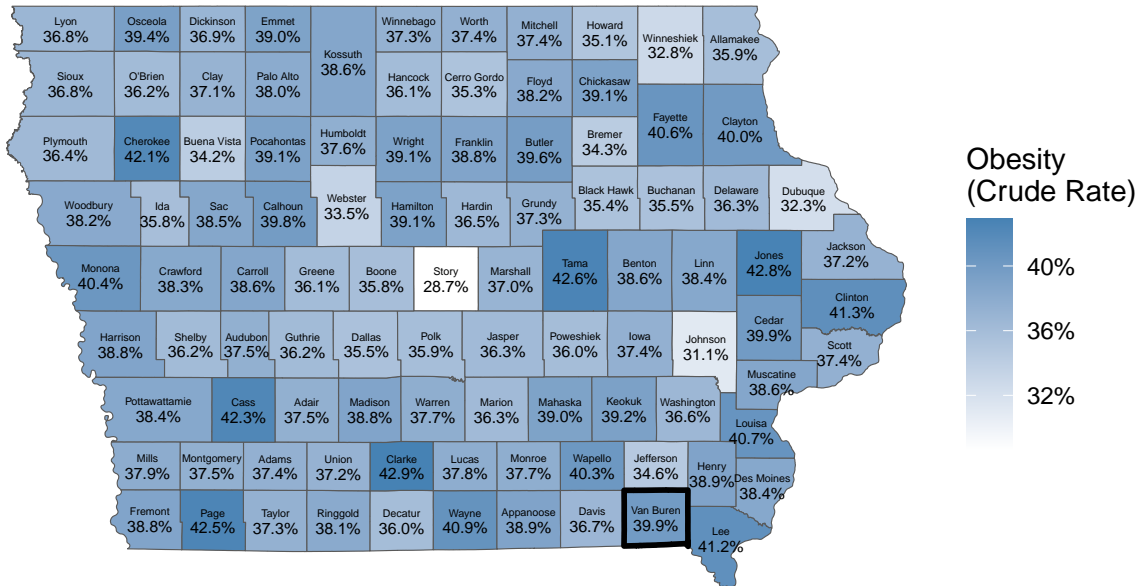 Lyon
36.8%
Osceola
39.4%
Dickinson
36.9%
Emmet
39.0%
Kossuth
38.6%
Winnebago
37.3%
Worth
37.4%
Mitchell
37.4%
Howard
35.1%
Winneshiek
32.8%
Allamakee
35.9%
Sioux
36.8%
O'Brien
36.2%
Clay
37.1%
Palo Alto
38.0%
Hancock
36.1%
Cerro Gordo
35.3%
Floyd
38.2%
Chickasaw
39.1%
Fayette
40.6%
Clayton
40.0%
Plymouth
36.4%
Cherokee
42.1%
Buena Vista
34.2%
Pocahontas
39.1%
Humboldt
37.6%
Wright
39.1%
Franklin
38.8%
Butler
39.6%
Bremer
34.3%
Woodbury
38.2%
Ida
35.8%
Sac
38.5%
Calhoun
39.8%
Webster
33.5%
Hamilton
39.1%
Hardin
36.5%
Grundy
37.3%
Black Hawk
35.4%
Buchanan
35.5%
Delaware
36.3%
Dubuque
32.3%
Monona
40.4%
Crawford
38.3%
Carroll
38.6%
Greene
36.1%
Boone
35.8%
Story
28.7%
Marshall
37.0%
Tama
42.6%
Benton
38.6%
Linn
38.4%
Jones
42.8%
Jackson
37.2%
Clinton
41.3%
Harrison
38.8%
Shelby
36.2%
Audubon
37.5%
Guthrie
36.2%
Dallas
35.5%
Polk
35.9%
Jasper
36.3%
Poweshiek
36.0%
Iowa
37.4%
Johnson
31.1%
Cedar
39.9%
Scott
37.4%
Muscatine
38.6%
Pottawattamie
38.4%
Cass
42.3%
Adair
37.5%
Madison
38.8%
Warren
37.7%
Marion
36.3%
Mahaska
39.0%
Keokuk
39.2%
Washington
36.6%
Louisa
40.7%
Mills
37.9%
Montgomery
37.5%
Adams
37.4%
Union
37.2%
Clarke
42.9%
Lucas
37.8%
Monroe
37.7%
Wapello
40.3%
Jefferson
34.6%
Henry
38.9%
Des Moines
38.4%
Fremont
38.8%
Page
42.5%
Taylor
37.3%
Ringgold
38.1%
Decatur
36.0%
Wayne
40.9%
Appanoose
38.9%
Davis
36.7%
Van Buren
39.9%
Lee
41.2%
Obesity
(Crude Rate)
40%
36%
32%